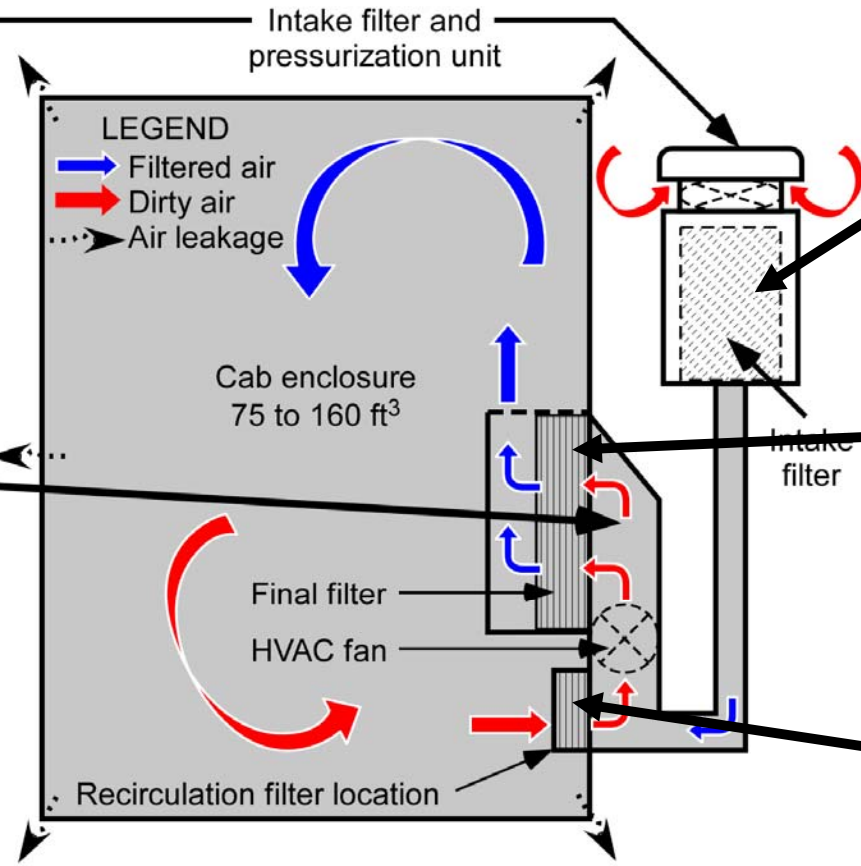 Intake filter and
pressurization unit
LEGEND
Filtered air
Dirty air
Air leakage
Cab enclosure
75 to 160 ft³
Intake
filter
Final filter
HVAC fan
Recirculation filter location